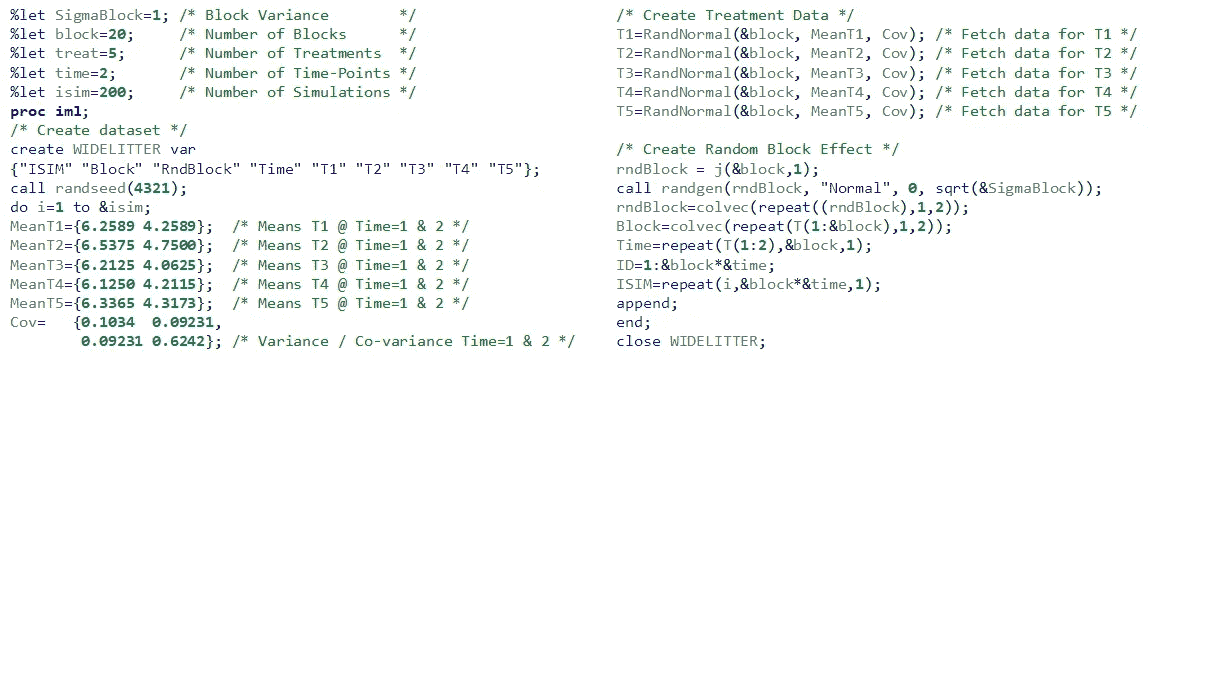 %let SigmaBlock=1; /* Block Variance        */
%let block=20;     /* Number of Blocks      */
%let treat=5;      /* Number of Treatments  */
%let time=2;       /* Number of Time-Points */
%let isim=200;     /* Number of Simulations */
proc iml;
/* Create dataset */
create WIDELITTER var
{"ISIM" "Block" "RndBlock" "Time" "T1" "T2" "T3" "T4" "T5"};
call randseed(4321);
do i=1 to &isim;
MeanT1={6.2589 4.2589};  /* Means T1 @ Time=1 & 2 */
MeanT2={6.5375 4.7500};  /* Means T2 @ Time=1 & 2 */
MeanT3={6.2125 4.0625};  /* Means T3 @ Time=1 & 2 */
MeanT4={6.1250 4.2115};  /* Means T4 @ Time=1 & 2 */
MeanT5={6.3365 4.3173};  /* Means T5 @ Time=1 & 2 */
Cov=   {0.1034  0.09231,
        0.09231 0.6242}; /* Variance / Co-variance Time=1 & 2 */
/* Create Treatment Data */
T1=RandNormal(&block, MeanT1, Cov); /* Fetch data for T1 */
T2=RandNormal(&block, MeanT2, Cov); /* Fetch data for T2 */
T3=RandNormal(&block, MeanT3, Cov); /* Fetch data for T3 */
T4=RandNormal(&block, MeanT4, Cov); /* Fetch data for T4 */
T5=RandNormal(&block, MeanT5, Cov); /* Fetch data for T5 */
/* Create Random Block Effect */
rndBlock = j(&block,1);
call randgen(rndBlock, "Normal", 0, sqrt(&SigmaBlock));
rndBlock=colvec(repeat((rndBlock),1,2));
Block=colvec(repeat(T(1:&block),1,2));
Time=repeat(T(1:2),&block,1);
ID=1:&block*&time;
ISIM=repeat(i,&block*&time,1);
append;
end;
close WIDELITTER;